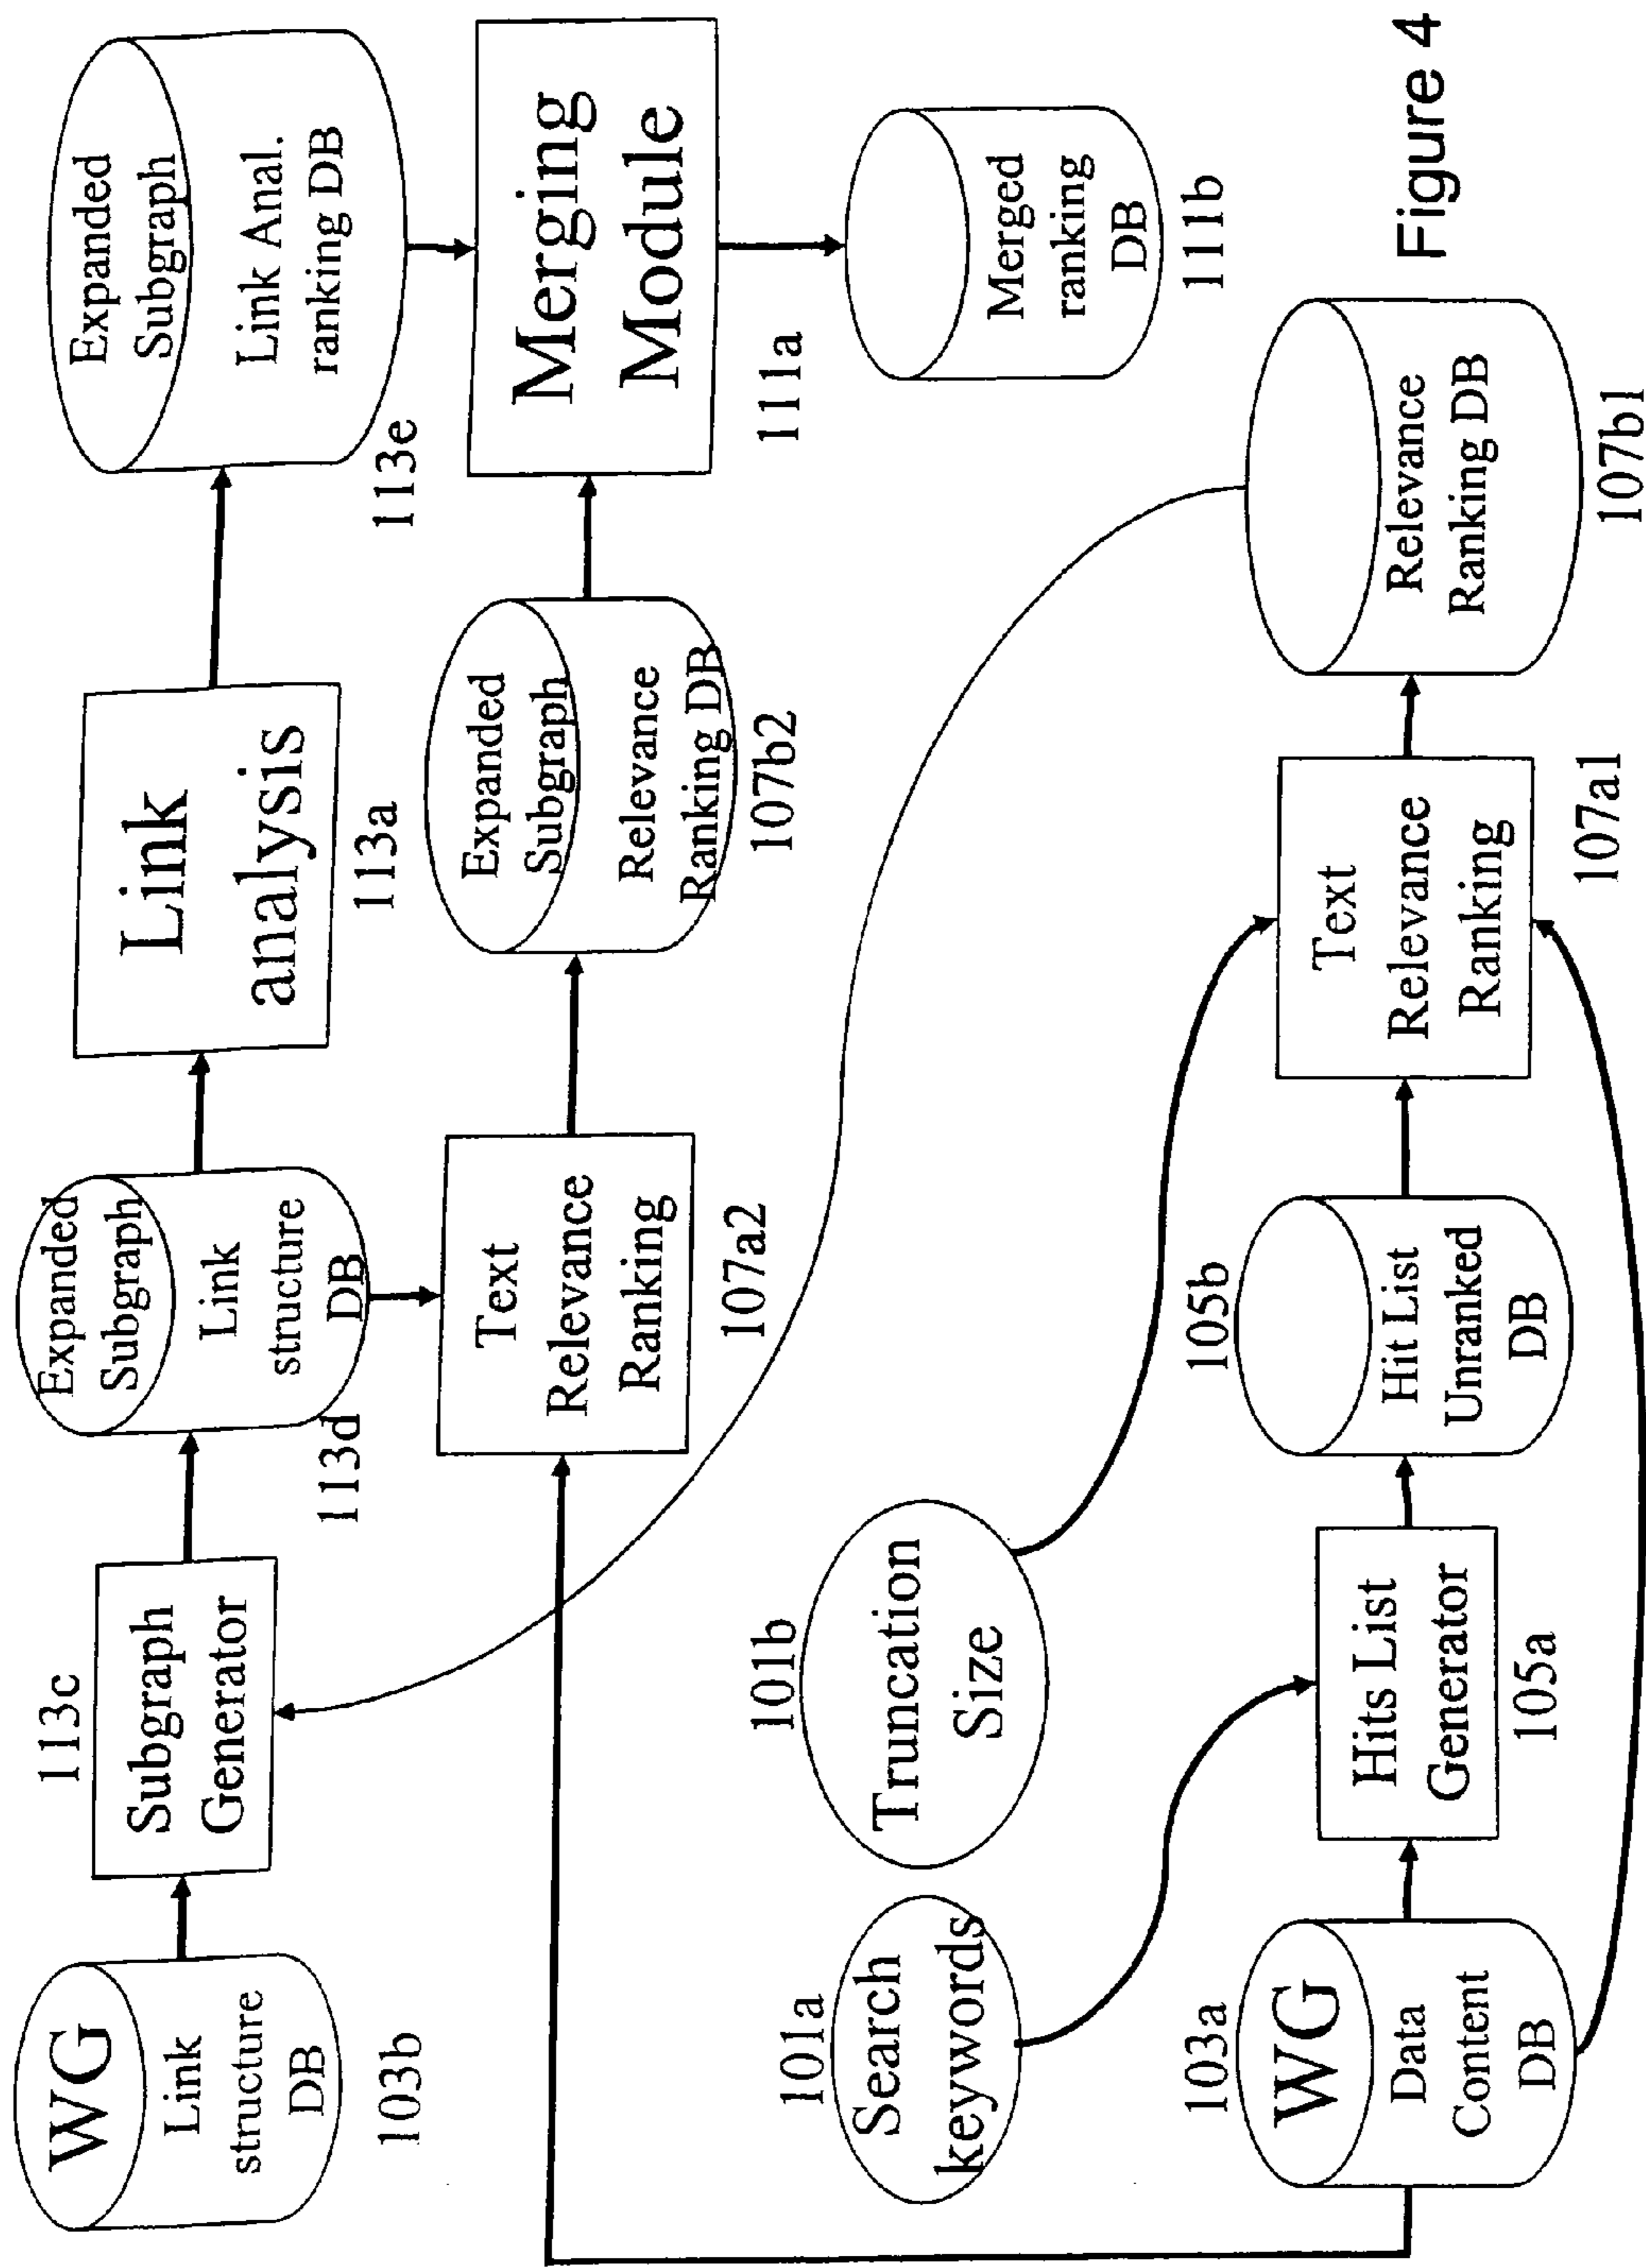 WG
Link
structure
DB
103b
113c
Subgraph
Generator
Expanded
Subgraph
Link
structure
DB
113d
Link
analysis
113a
Expanded
Subgraph
Link Anal.
ranking DB
113e
Text
Relevance
Ranking
107a2
Expanded
Subgraph
Relevance
Ranking DB
107b2
Merging
Module
111a
Merged
ranking
DB
111b
101a
Search
keywords
101b
Truncation
Size
103a
WG
Data
Content
DB
Hits List
Generator
105a
105b
Hit List
Unranked
DB
Text
Relevance
Ranking
107a1
Relevance
Ranking DB
107b1
Figure 4